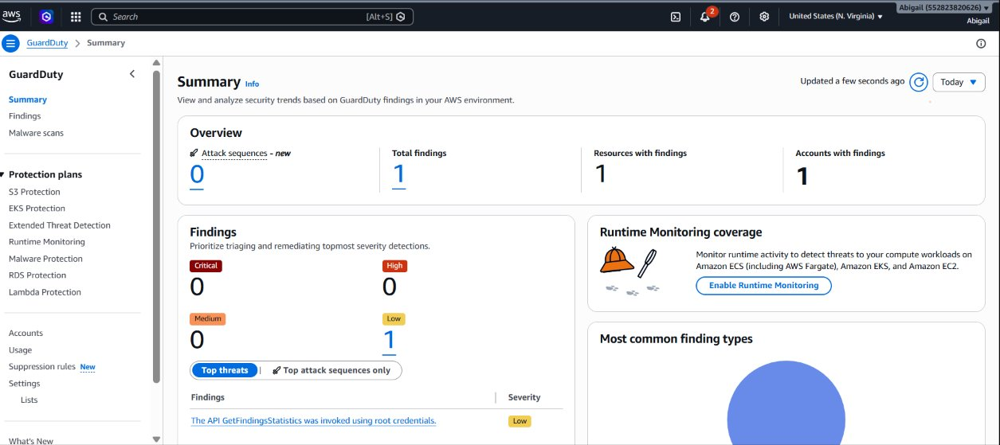 aws
Search [Alt+S]
2
United States (N. Virginia)
Abigail (552823820626)
Abigail
GuardDuty > Summary
GuardDuty
Summary
Findings
Malware scans
Protection plans
S3 Protection
EKS Protection
Extended Threat Detection
Runtime Monitoring
Malware Protection
RDS Protection
Lambda Protection
Accounts
Usage
Suppression rules New
Settings
Lists
What's New
Summary Info
Updated a few seconds ago
Today
View and analyze security trends based on GuardDuty findings in your AWS environment.
Overview
Attack sequences - new
0
Total findings
1
Resources with findings
1
Accounts with findings
1
Findings
Prioritize triaging and remediating topmost severity detections.
Critical
0
High
0
Medium
0
Low
1
Top threats | Top attack sequences only
Findings Severity
The API GetFindingsStatistics was invoked using root credentials. Low
Runtime Monitoring coverage
Monitor runtime activity to detect threats to your compute workloads on
Amazon ECS (including AWS Fargate), Amazon EKS, and Amazon EC2.
Enable Runtime Monitoring
Most common finding types